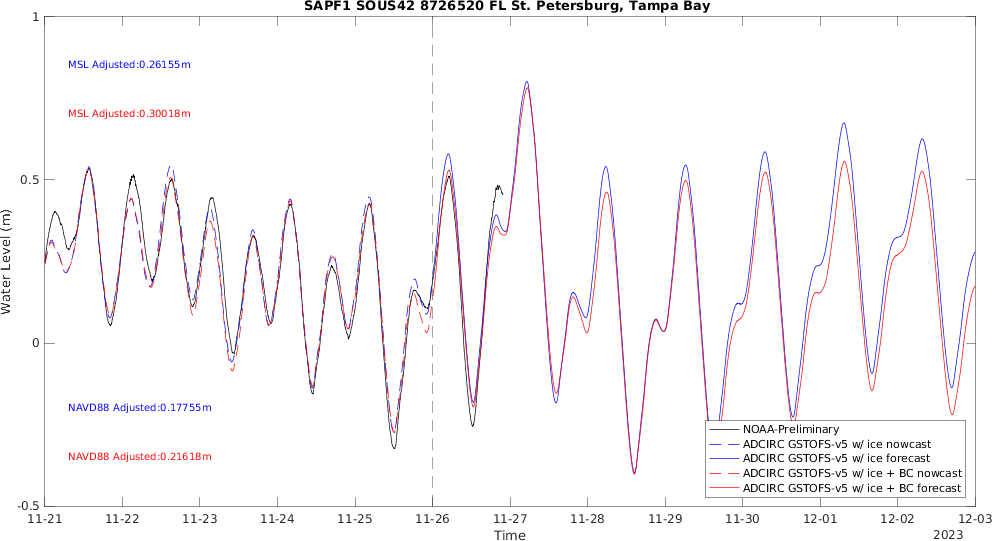 SAPF1 SOUS42 8726520 FL St. Petersburg, Tampa Bay
MSL Adjusted:0.26155m
MSL Adjusted:0.30018m
NAVD88 Adjusted:0.17755m
NAVD88 Adjusted:0.21618m
Water Level (m)
1
0.5
0
-0.5
NOAA-Preliminary
ADCIRC GSTOFS-v5 w/ ice nowcast
ADCIRC GSTOFS-v5 w/ ice forecast
ADCIRC GSTOFS-v5 w/ ice + BC nowcast
ADCIRC GSTOFS-v5 w/ ice + BC forecast
11-21 11-22 11-23 11-24 11-25 11-26 11-27 11-28 11-29 11-30 12-01 12-02 12-03
Time
2023